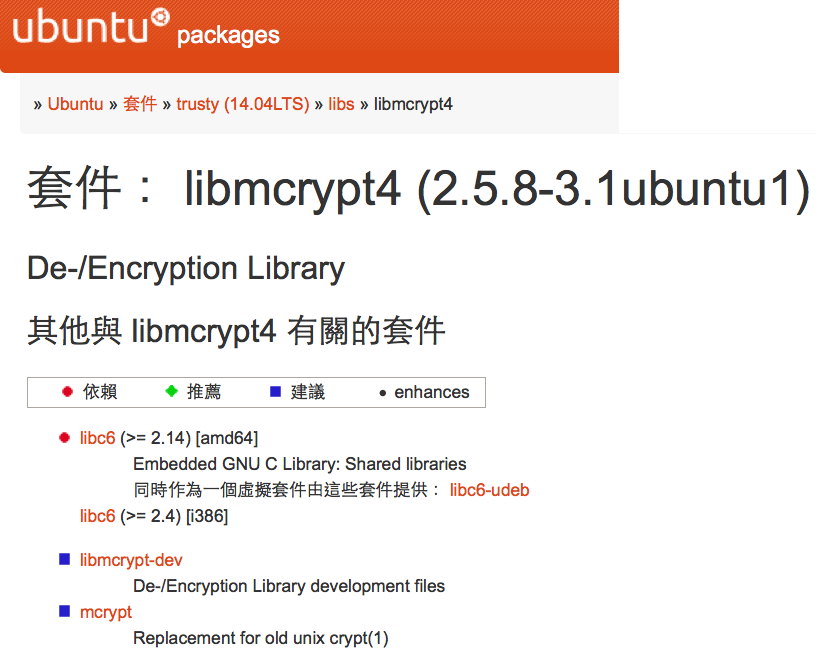 ubuntu packages
» Ubuntu » 套件 » trusty (14.04LTS) » libs » libmcrypt4
套件： libmcrypt4 (2.5.8-3.1ubuntu1)
De-/Encryption Library
其他與 libmcrypt4 有關的套件
依賴 推薦 建議 enhances
libc6 (>= 2.14) [amd64]
Embedded GNU C Library: Shared libraries
同時作為一個虛擬套件由這些套件提供： libc6-udeb
libc6 (>= 2.4) [i386]
libmcrypt-dev
De-/Encryption Library development files
mcrypt
Replacement for old unix crypt(1)